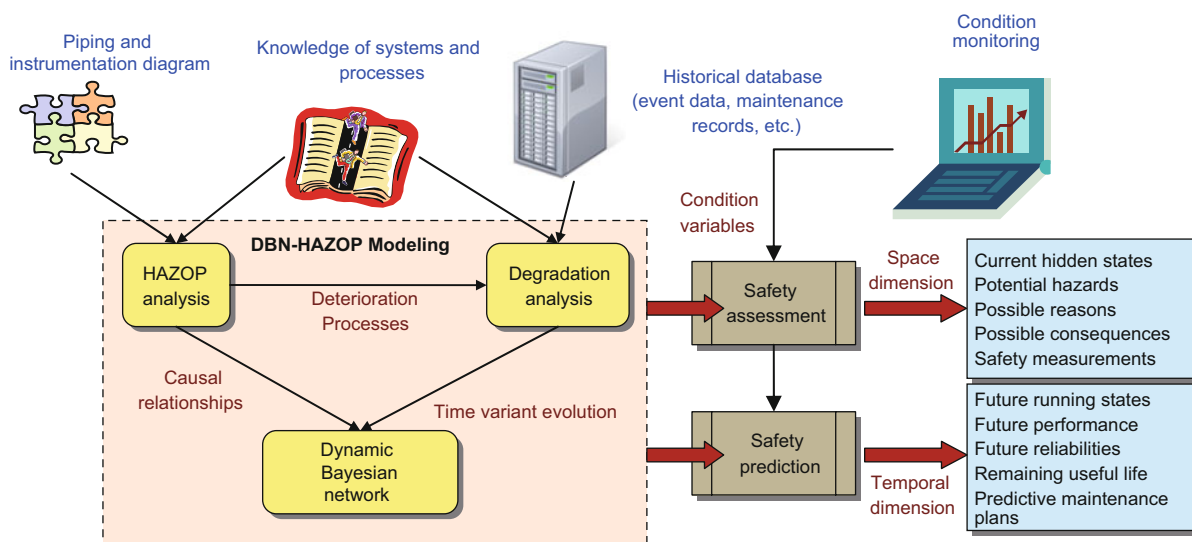 Piping and
instrumentation diagram
Knowledge of systems and
processes
Historical database
(event data, maintenance
records, etc.)
Condition
monitoring
DBN-HAZOP Modeling
HAZOP
analysis
Deterioration
Processes
Degradation
analysis
Causal
relationships
Time variant evolution
Dynamic
Bayesian
network
Condition
variables
Safety
assessment
Space
dimension
Current hidden states
Potential hazards
Possible reasons
Possible consequences
Safety measurements
Safety
prediction
Temporal
dimension
Future running states
Future performance
Future reliabilities
Remaining useful life
Predictive maintenance
plans